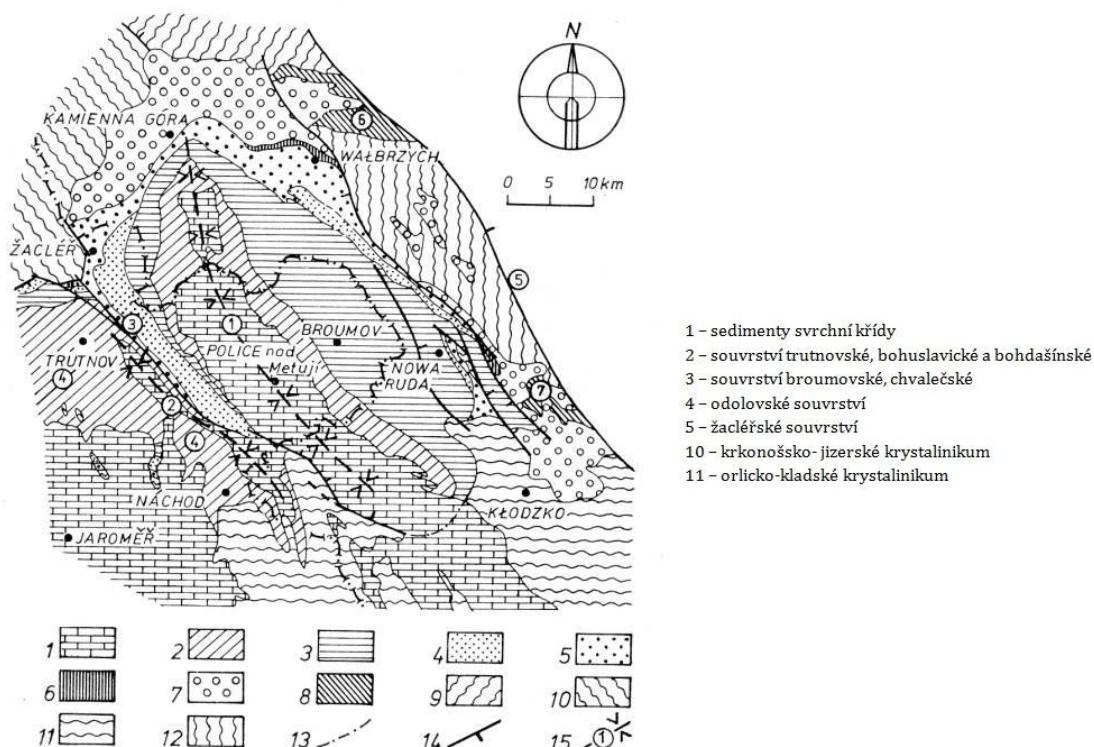 N
KAMIENNA GÓRA
6
WAŁBRZYCH
0 5 10 km
ŽACLÉŘ
5
3
1
BROUMOV
TRUTNOV
POLICE nad
Metují
NOWA
RUDA
4
2
7
4
NÁCHOD
KŁODZKO
JAROMĚŘ
1 – sedimenty svrchní křídy
2 – souvrství trutnovské, bohuslavické a bohdašínské
3 – souvrství broumovské, chvalečské
4 – odolovské souvrství
5 – žacléřské souvrství
10 – krkonošsko- jizerské krystalinikum
11 – orlicko-kladské krystalinikum
1 2 3 4 5
6 7 8 9 10
11 12 13 14 15 1